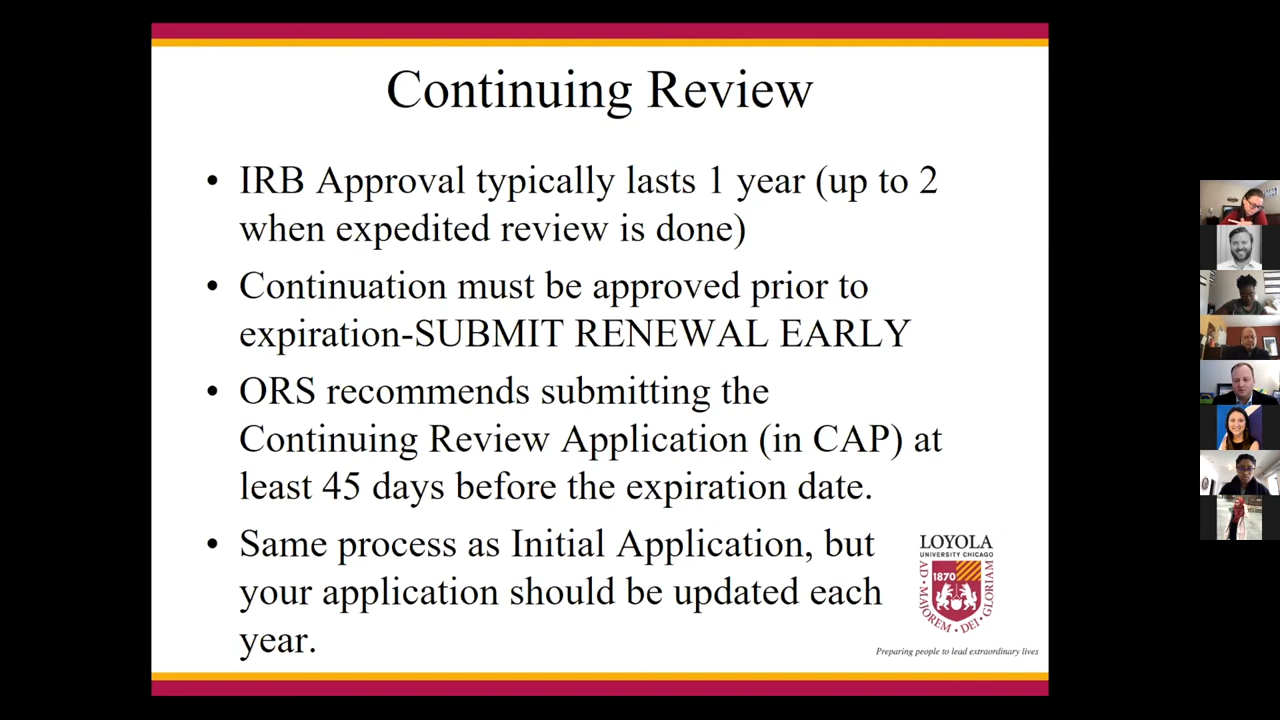 Continuing Review
• IRB Approval typically lasts 1 year (up to 2
when expedited review is done)
• Continuation must be approved prior to
expiration-SUBMIT RENEWAL EARLY
• ORS recommends submitting the
Continuing Review Application (in CAP) at
least 45 days before the expiration date.
• Same process as Initial Application, but
your application should be updated each
year.
LOYOLA
UNIVERSITY CHICAGO
1870
AD • MAJOREM • DEI • GLORIAM
Preparing people to lead extraordinary lives